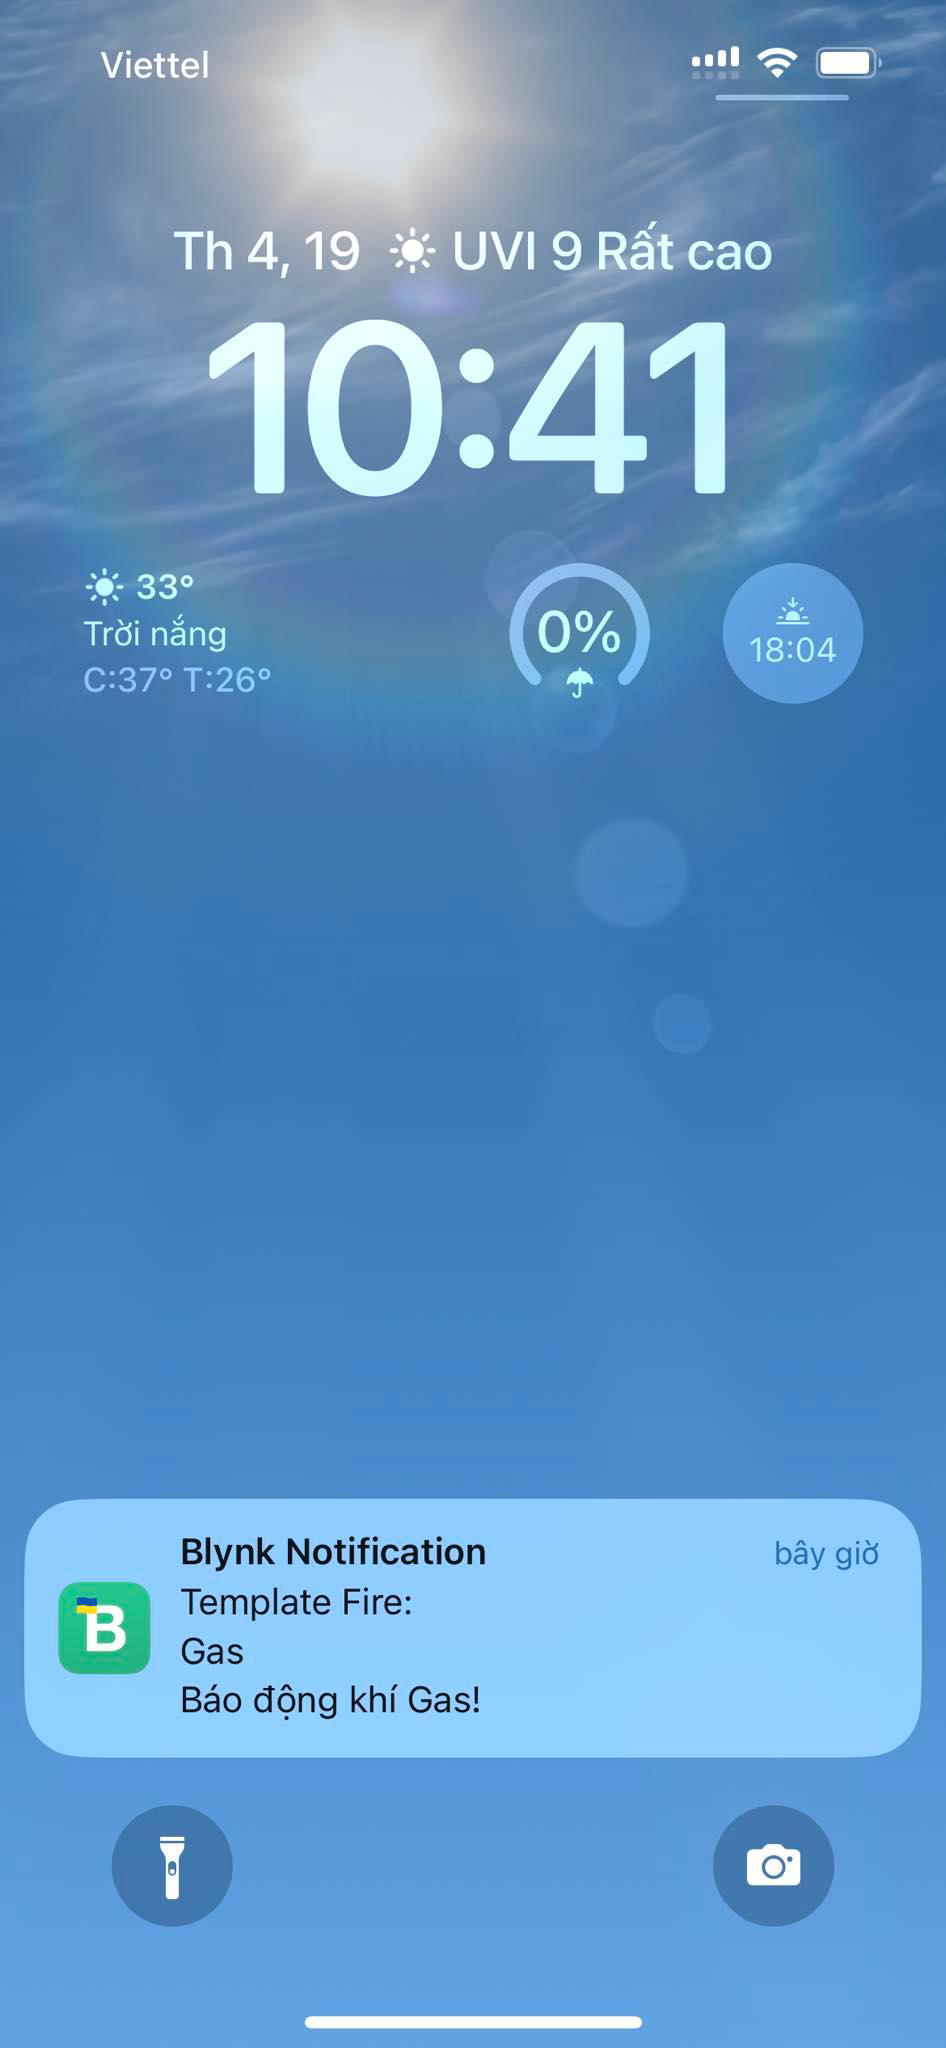 Viettel
Th 4, 19 UVI 9 Rất cao
10:41
33°
Trời nắng
C:37° T:26°
0%
18:04
Blynk Notification
bây giờ
B
Template Fire:
Gas
Báo động khí Gas!